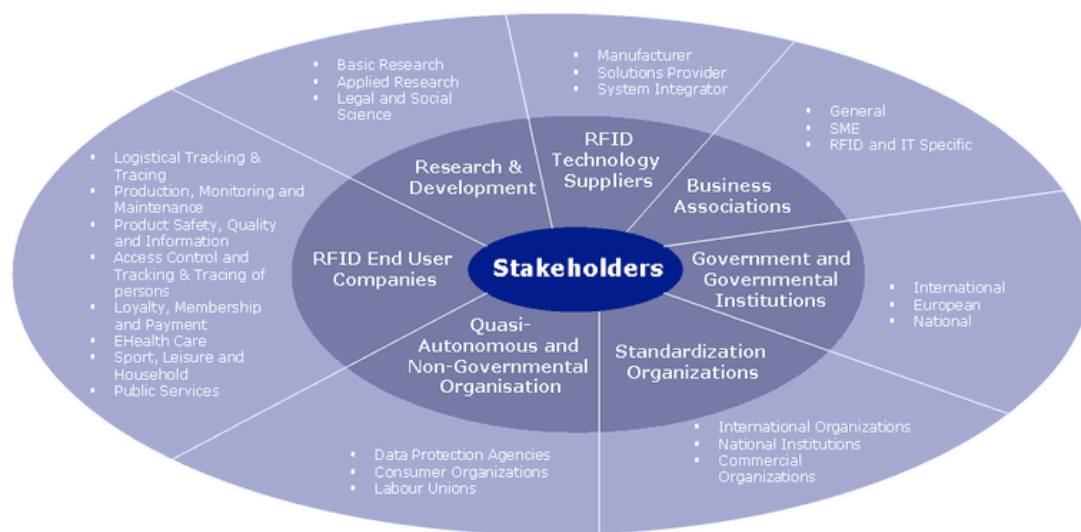 ▪ Basic Research
▪ Applied Research
▪ Legal and Social
Science
▪ Manufacturer
▪ Solutions Provider
▪ System Integrator
▪ General
▪ SME
▪ RFID and IT Specific
▪ Logistical Tracking &
Tracing
▪ Production, Monitoring and
Maintenance
▪ Product Safety, Quality
and Information
▪ Access Control and
Tracking & Tracing of
persons
▪ Loyalty, Membership
and Payment
▪ EHealth Care
▪ Sport, Leisure and
Household
▪ Public Services
Research &
Development
RFID
Technology
Suppliers
Business
Associations
RFID End User
Companies
Stakeholders
Government and
Governmental
Institutions
Quasi-
Autonomous and
Non-Governmental
Organisation
Standardization
Organizations
▪ International
▪ European
▪ National
▪ Data Protection Agencies
▪ Consumer Organizations
▪ Labour Unions
▪ International Organizations
▪ National Institutions
▪ Commercial
Organizations